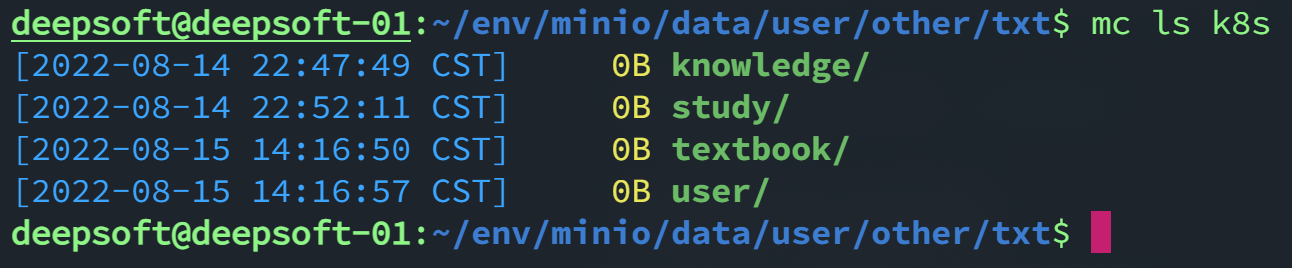 deepsoft@deepsoft-01:~/env/minio/data/user/other/txt$ mc ls k8s
[2022-08-14 22:47:49 CST]     0B knowledge/
[2022-08-14 22:52:11 CST]     0B study/
[2022-08-15 14:16:50 CST]     0B textbook/
[2022-08-15 14:16:57 CST]     0B user/
deepsoft@deepsoft-01:~/env/minio/data/user/other/txt$